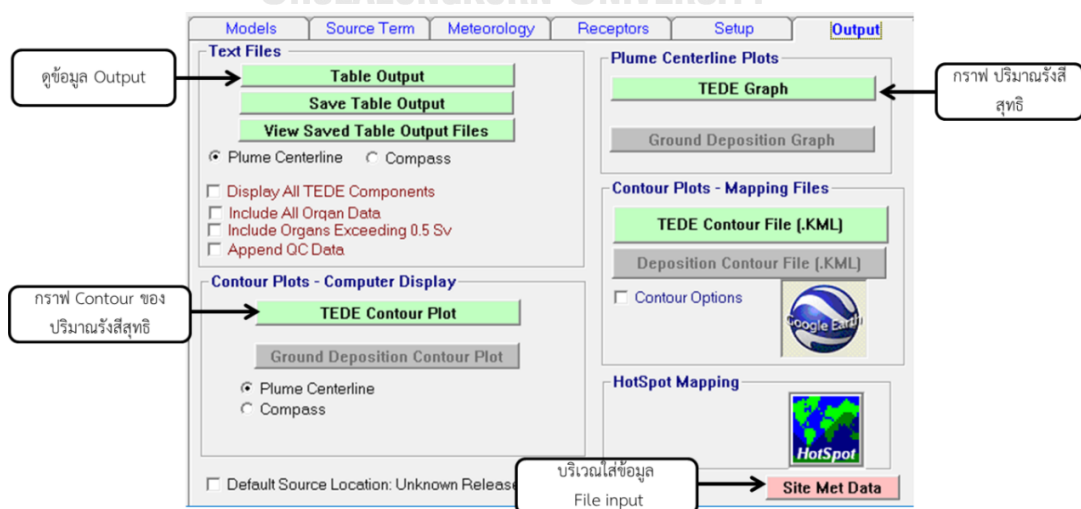 CHULALONGKORN UNIVERSITY
Models
Source Term
Meteorology
Receptors
Setup
Output
Text Files
Table Output
Save Table Output
View Saved Table Output Files
Plume Centerline
Compass
Display All TEDE Components
Include All Organ Data
Include Organs Exceeding 0.5 Sv
Append QC Data
ดูข้อมูล Output
Plume Centerline Plots
TEDE Graph
Ground Deposition Graph
กราฟ ปริมาณรังสี
สุทธิ
Contour Plots - Mapping Files
TEDE Contour File (.KML)
Deposition Contour File (.KML)
Contour Options
Google Earth
Contour Plots - Computer Display
TEDE Contour Plot
Ground Deposition Contour Plot
Plume Centerline
Compass
กราฟ Contour ของ
ปริมาณรังสีสุทธิ
HotSpot Mapping
HotSpot
Default Source Location: Unknown Release
บริเวณใส่ข้อมูล
File input
Site Met Data